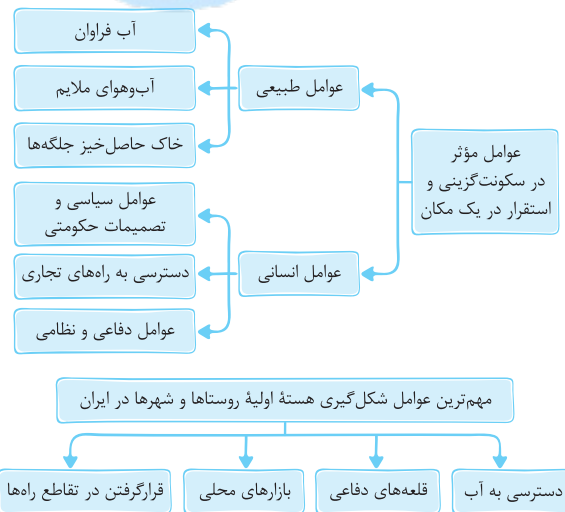 عوامل مؤثر
در سکونت‌گزینی و
استقرار در یک مکان
عوامل طبیعی
آب فراوان
آب‌وهوای ملایم
خاک حاصل‌خیز جلگه‌ها
عوامل انسانی
عوامل سیاسی و
تصمیمات حکومتی
دسترسی به راه‌های تجاری
عوامل دفاعی و نظامی
مهم‌ترین عوامل شکل‌گیری هستهٔ اولیهٔ روستاها و شهرها در ایران
دسترسی به آب
قلعه‌های دفاعی
بازارهای محلی
قرارگرفتن در تقاطع راه‌ها